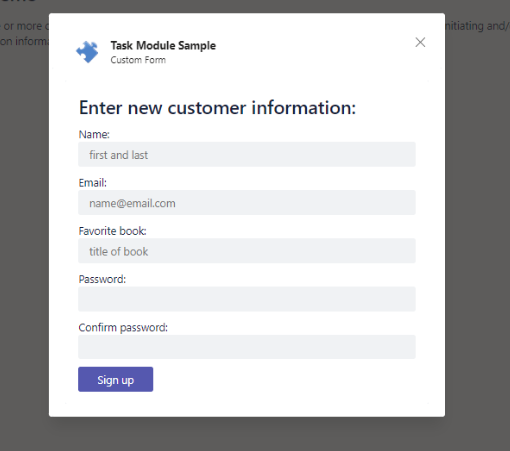 e or more
nitiating and/
on inform
Task Module Sample
Custom Form
Enter new customer information:
Name:
first and last
Email:
name@email.com
Favorite book:
title of book
Password:
Confirm password:
Sign up